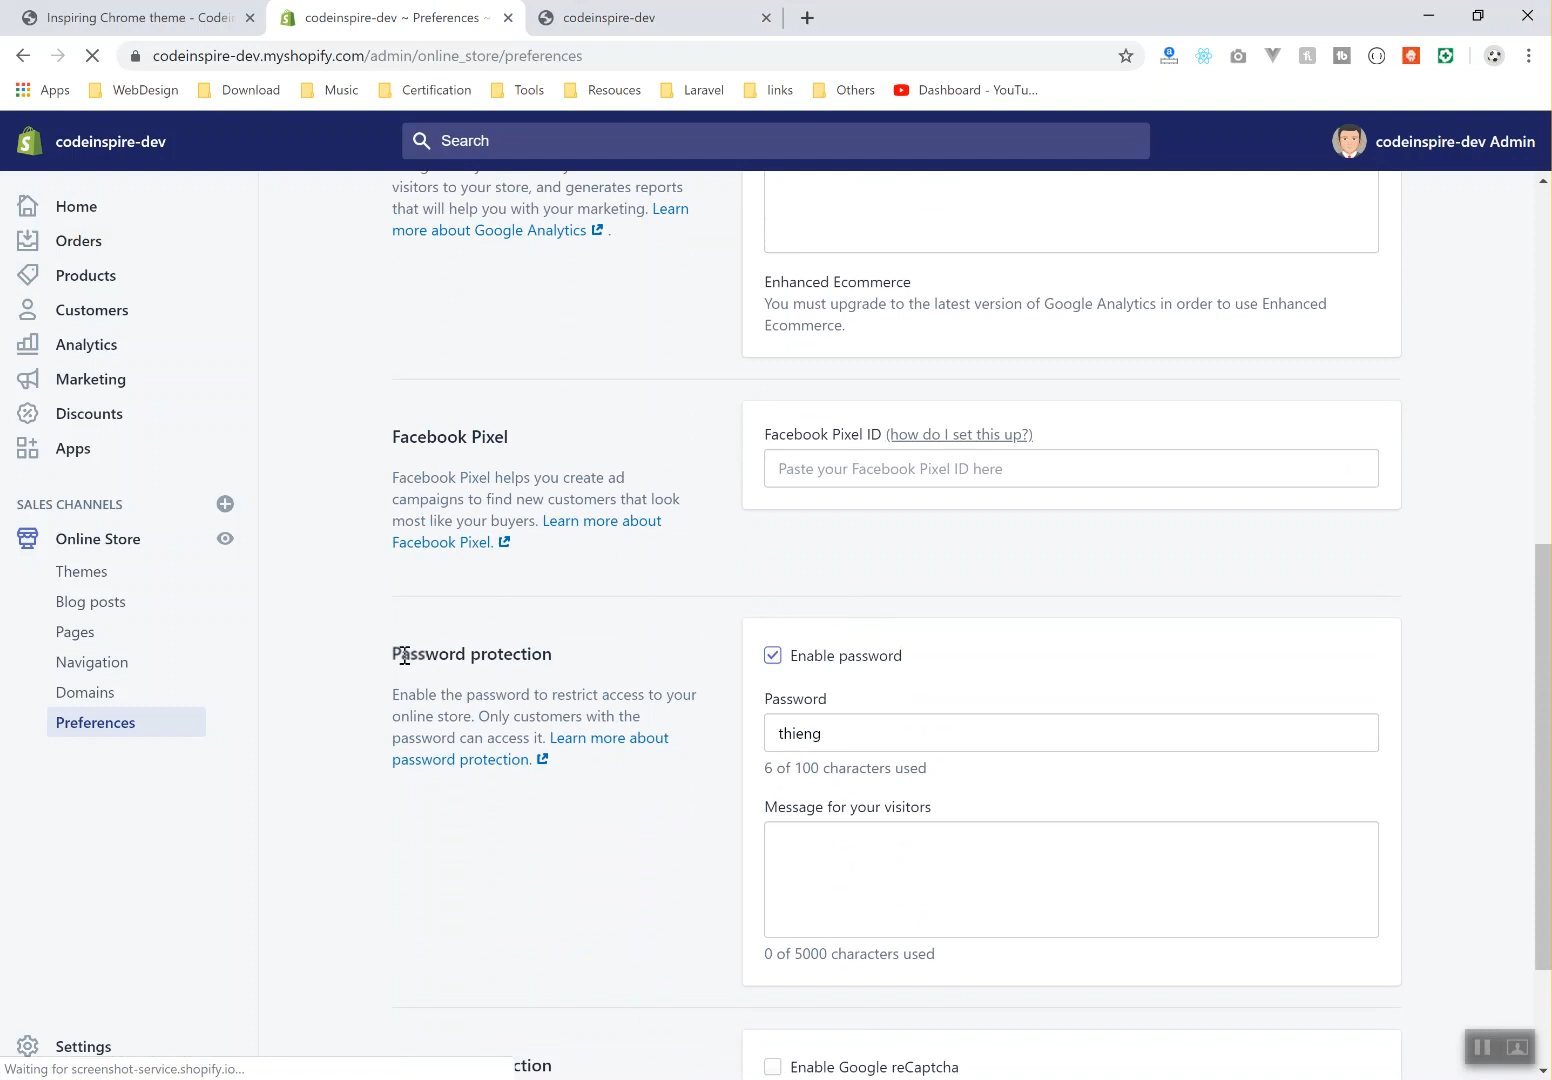 Inspiring Chrome theme - Codei
codeinspire-dev ~ Preferences ~
codeinspire-dev
codeinspire-dev.myshopify.com/admin/online_store/preferences
Apps
WebDesign
Download
Music
Certification
Tools
Resouces
Laravel
links
Others
Dashboard - YouTu...
codeinspire-dev
Search
codeinspire-dev Admin
Home
Orders
Products
Customers
Analytics
Marketing
Discounts
Apps
SALES CHANNELS
Online Store
Themes
Blog posts
Pages
Navigation
Domains
Preferences
Settings
Waiting for screenshot-service.shopify.io...
visitors to your store, and generates reports
that will help you with your marketing. Learn
more about Google Analytics .
Enhanced Ecommerce
You must upgrade to the latest version of Google Analytics in order to use Enhanced
Ecommerce.
Facebook Pixel
Facebook Pixel helps you create ad
campaigns to find new customers that look
most like your buyers. Learn more about
Facebook Pixel.
Facebook Pixel ID (how do I set this up?)
Paste your Facebook Pixel ID here
Password protection
Enable the password to restrict access to your
online store. Only customers with the
password can access it. Learn more about
password protection.
Enable password
Password
thieng
6 of 100 characters used
Message for your visitors
0 of 5000 characters used
ction
Enable Google reCaptcha